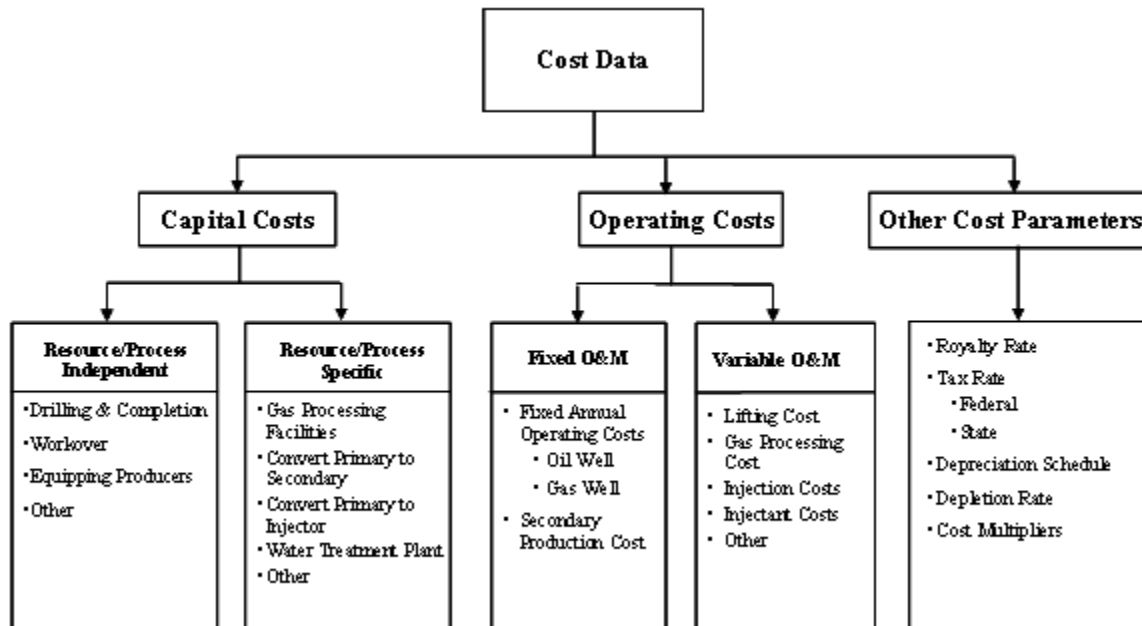 Cost Data
Capital Costs
Operating Costs
Other Cost Parameters
Resource/Process
Independent
•Drilling & Completion
•Workover
•Equipping Producers
•Other
Resource/Process
Specific
•Gas Processing
Facilities
•Convert Primary to
Secondary
•Convert Primary to
Injector
•Water Treatment Plant
•Other
Fixed O&M
•Fixed Annual
Operating Costs
•Oil Well
•Gas Well
•Secondary
Production Cost
Variable O&M
•Lifting Cost
•Gas Processing
Cost
•Injection Costs
•Injectant Costs
•Other
•Royalty Rate
•Tax Rate
•Federal
•State
•Depreciation Schedule
•Depletion Rate
•Cost Multipliers